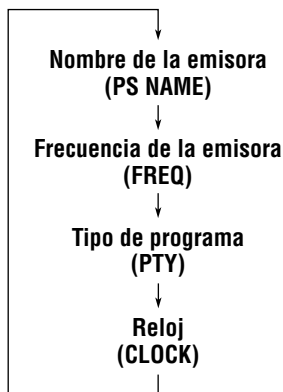 Nombre de la emisora
(PS NAME)
Frecuencia de la emisora
(FREQ)
Tipo de programa
(PTY)
Reloj
(CLOCK)